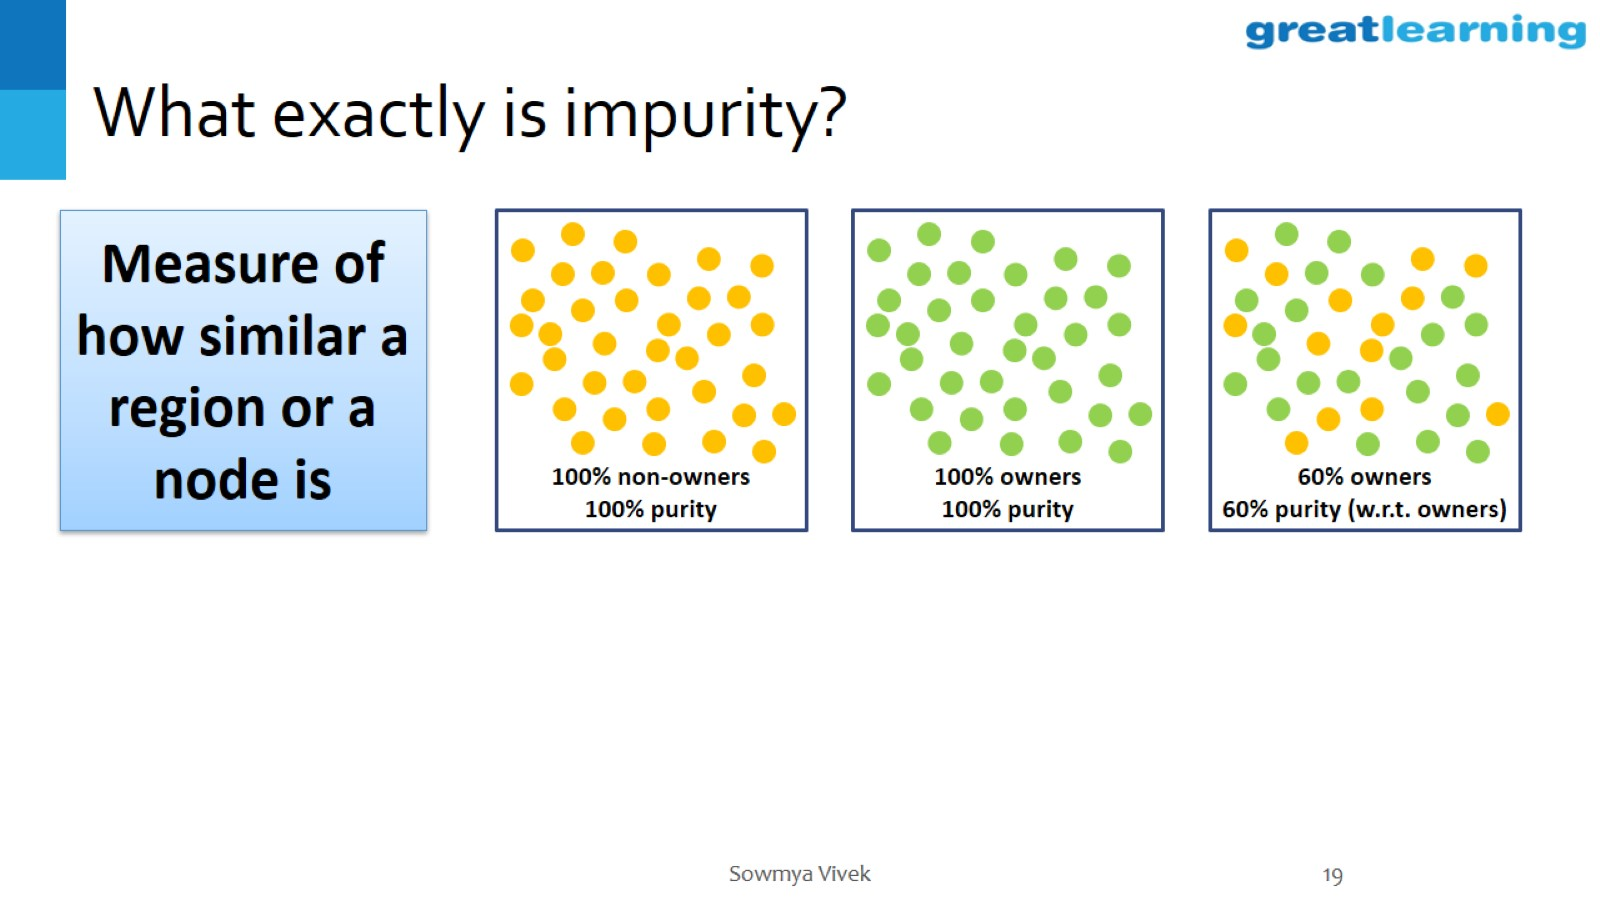 greatlearning
What exactly is impurity?
Measure of
how similar a
region or a
node is
100% non-owners
100% purity
100% owners
100% purity
60% owners
60% purity (w.r.t. owners)
Sowmya Vivek
19